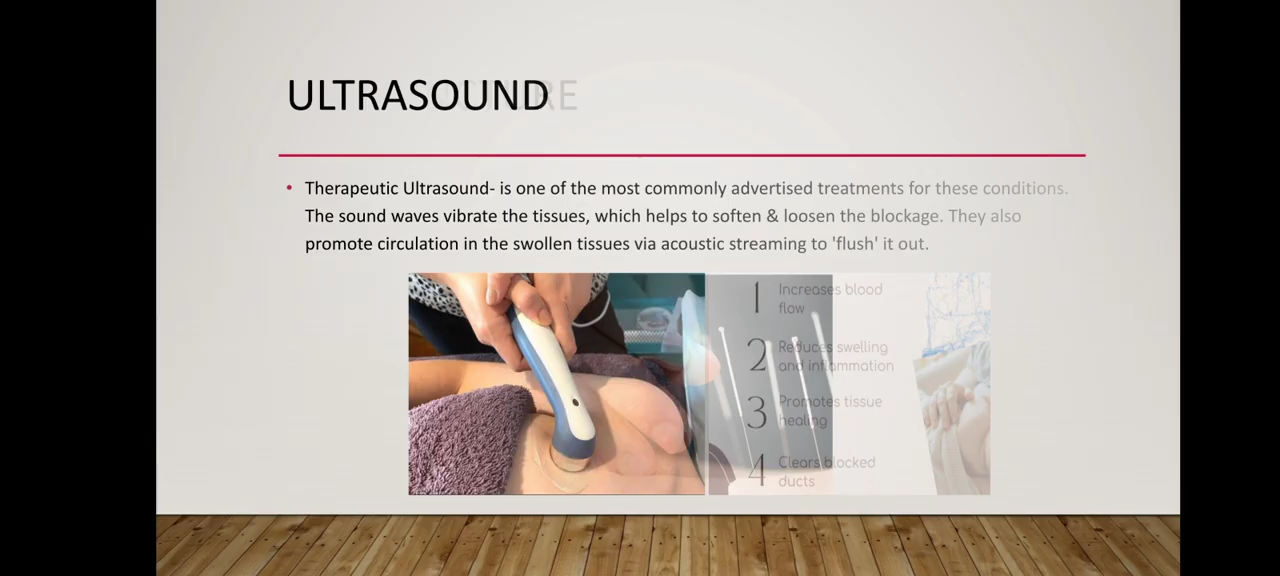 ULTRASOUND
• Therapeutic Ultrasound- is one of the most commonly advertised treatments for these conditions.
The sound waves vibrate the tissues, which helps to soften & loosen the blockage. They also
promote circulation in the swollen tissues via acoustic streaming to 'flush' it out.
1 Increases blood
flow
2 Reduces swelling
and inflammation
3 Promotes tissue
healing
4 Clears blocked
ducts